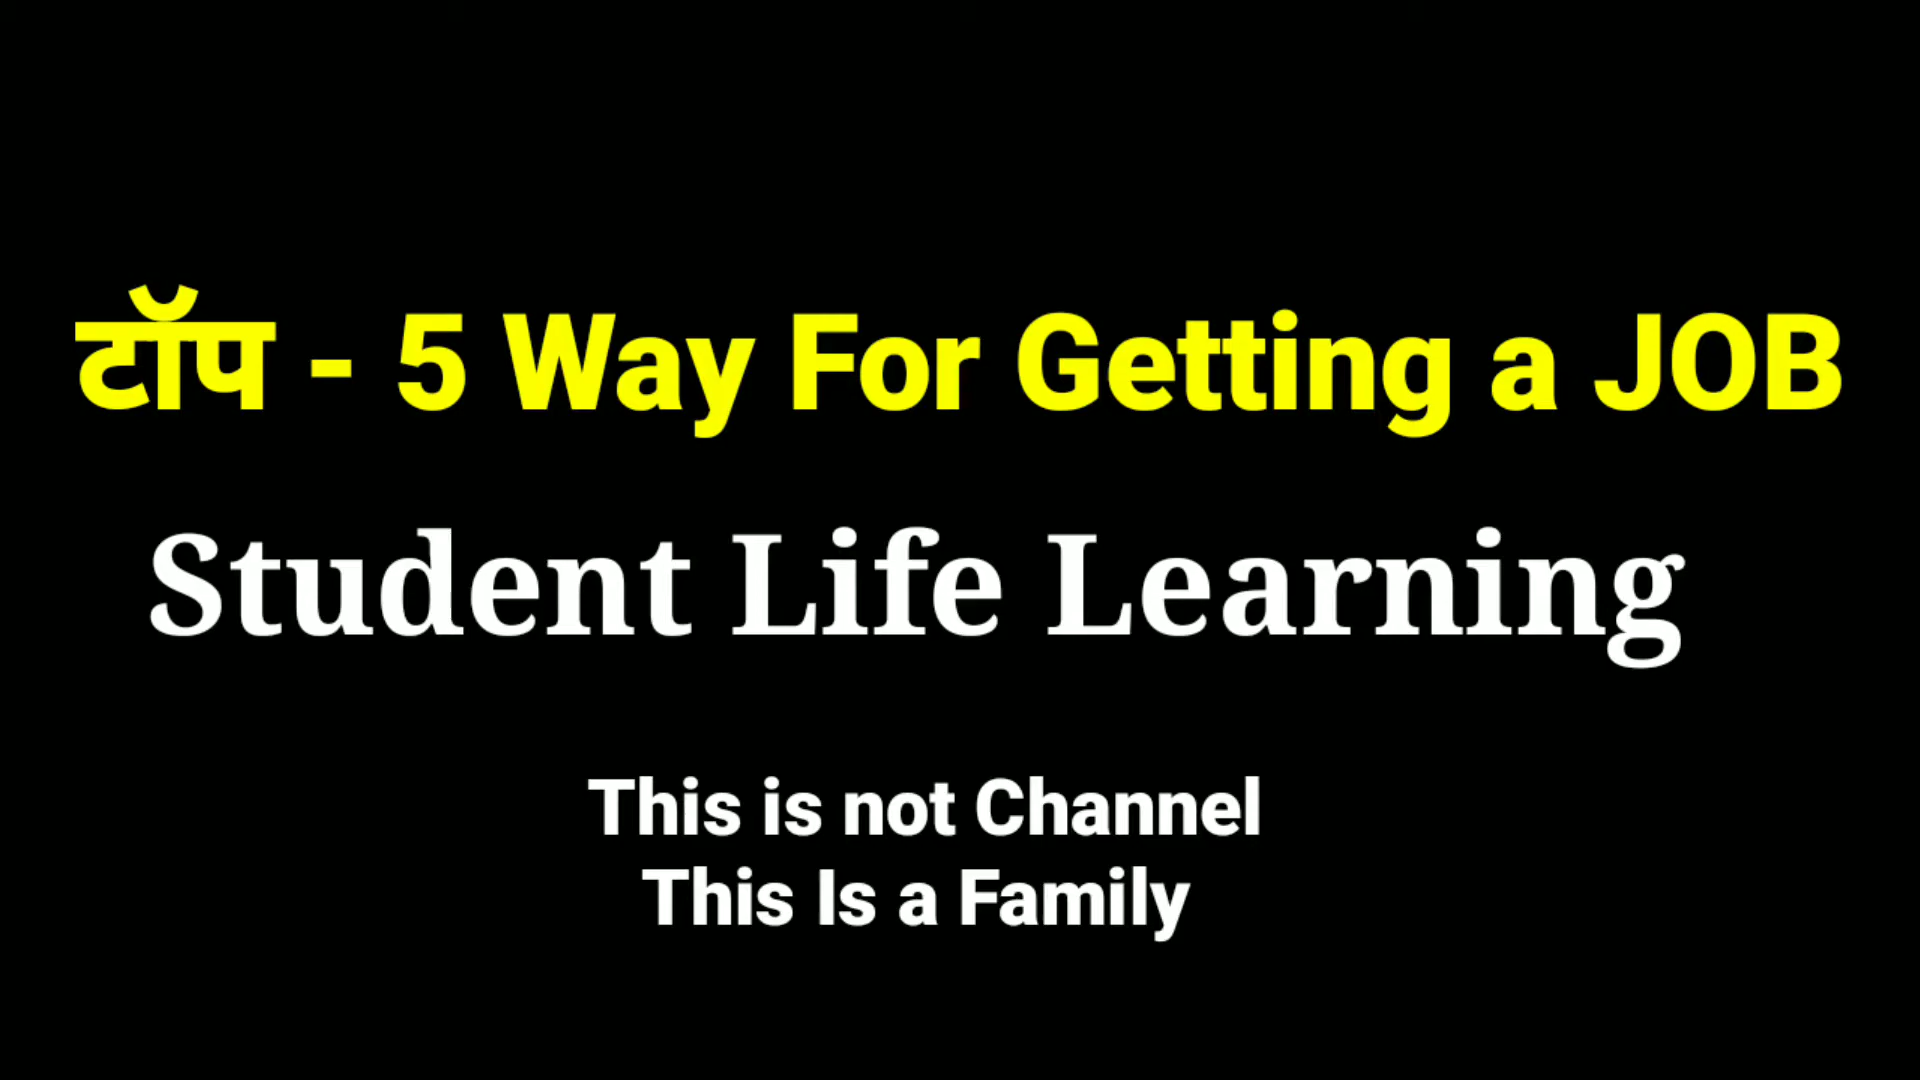 टॉप - 5 Way For Getting a JOB
Student Life Learning
This is not Channel
This Is a Family